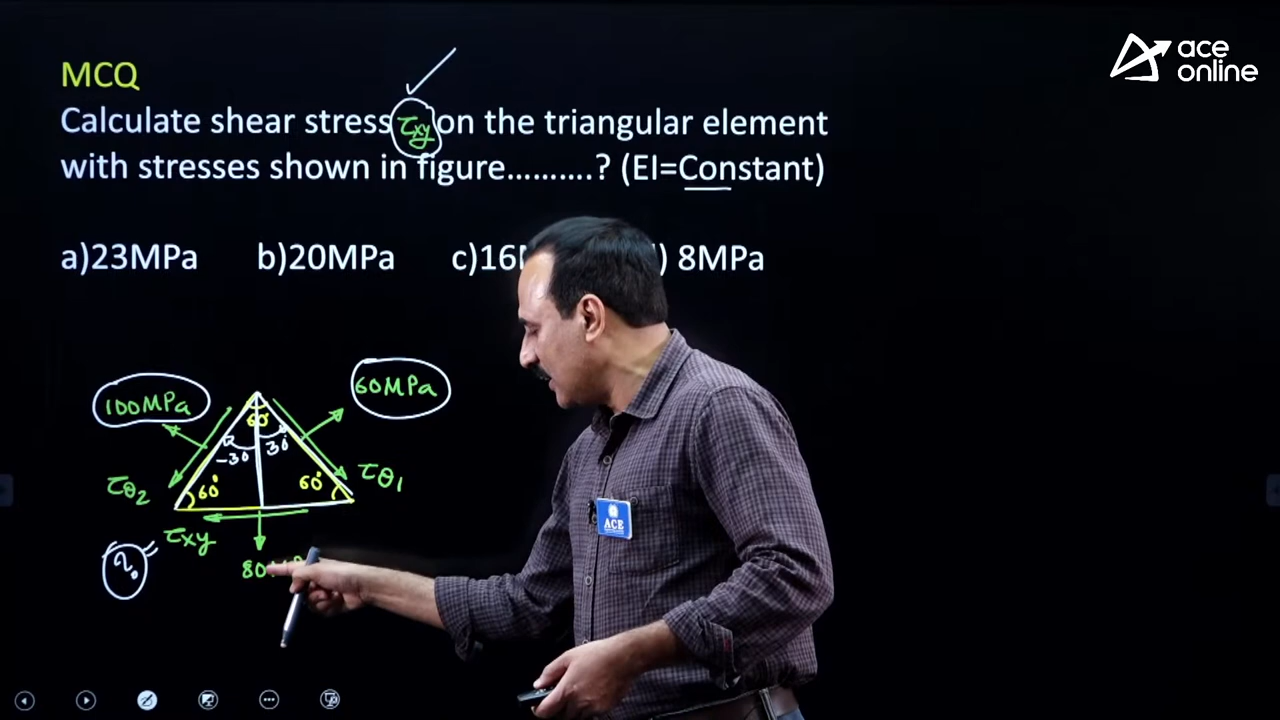 ace
online
MCQ
Calculate shear stress τxy on the triangular element
with stresses shown in figure..........? (EI=Constant)
a)23MPa b)20MPa c)16 ) 8MPa
100MPa
60MPa
60°
-30 30
60° 60°
τθ2
τθ1
τxy
80
ACE